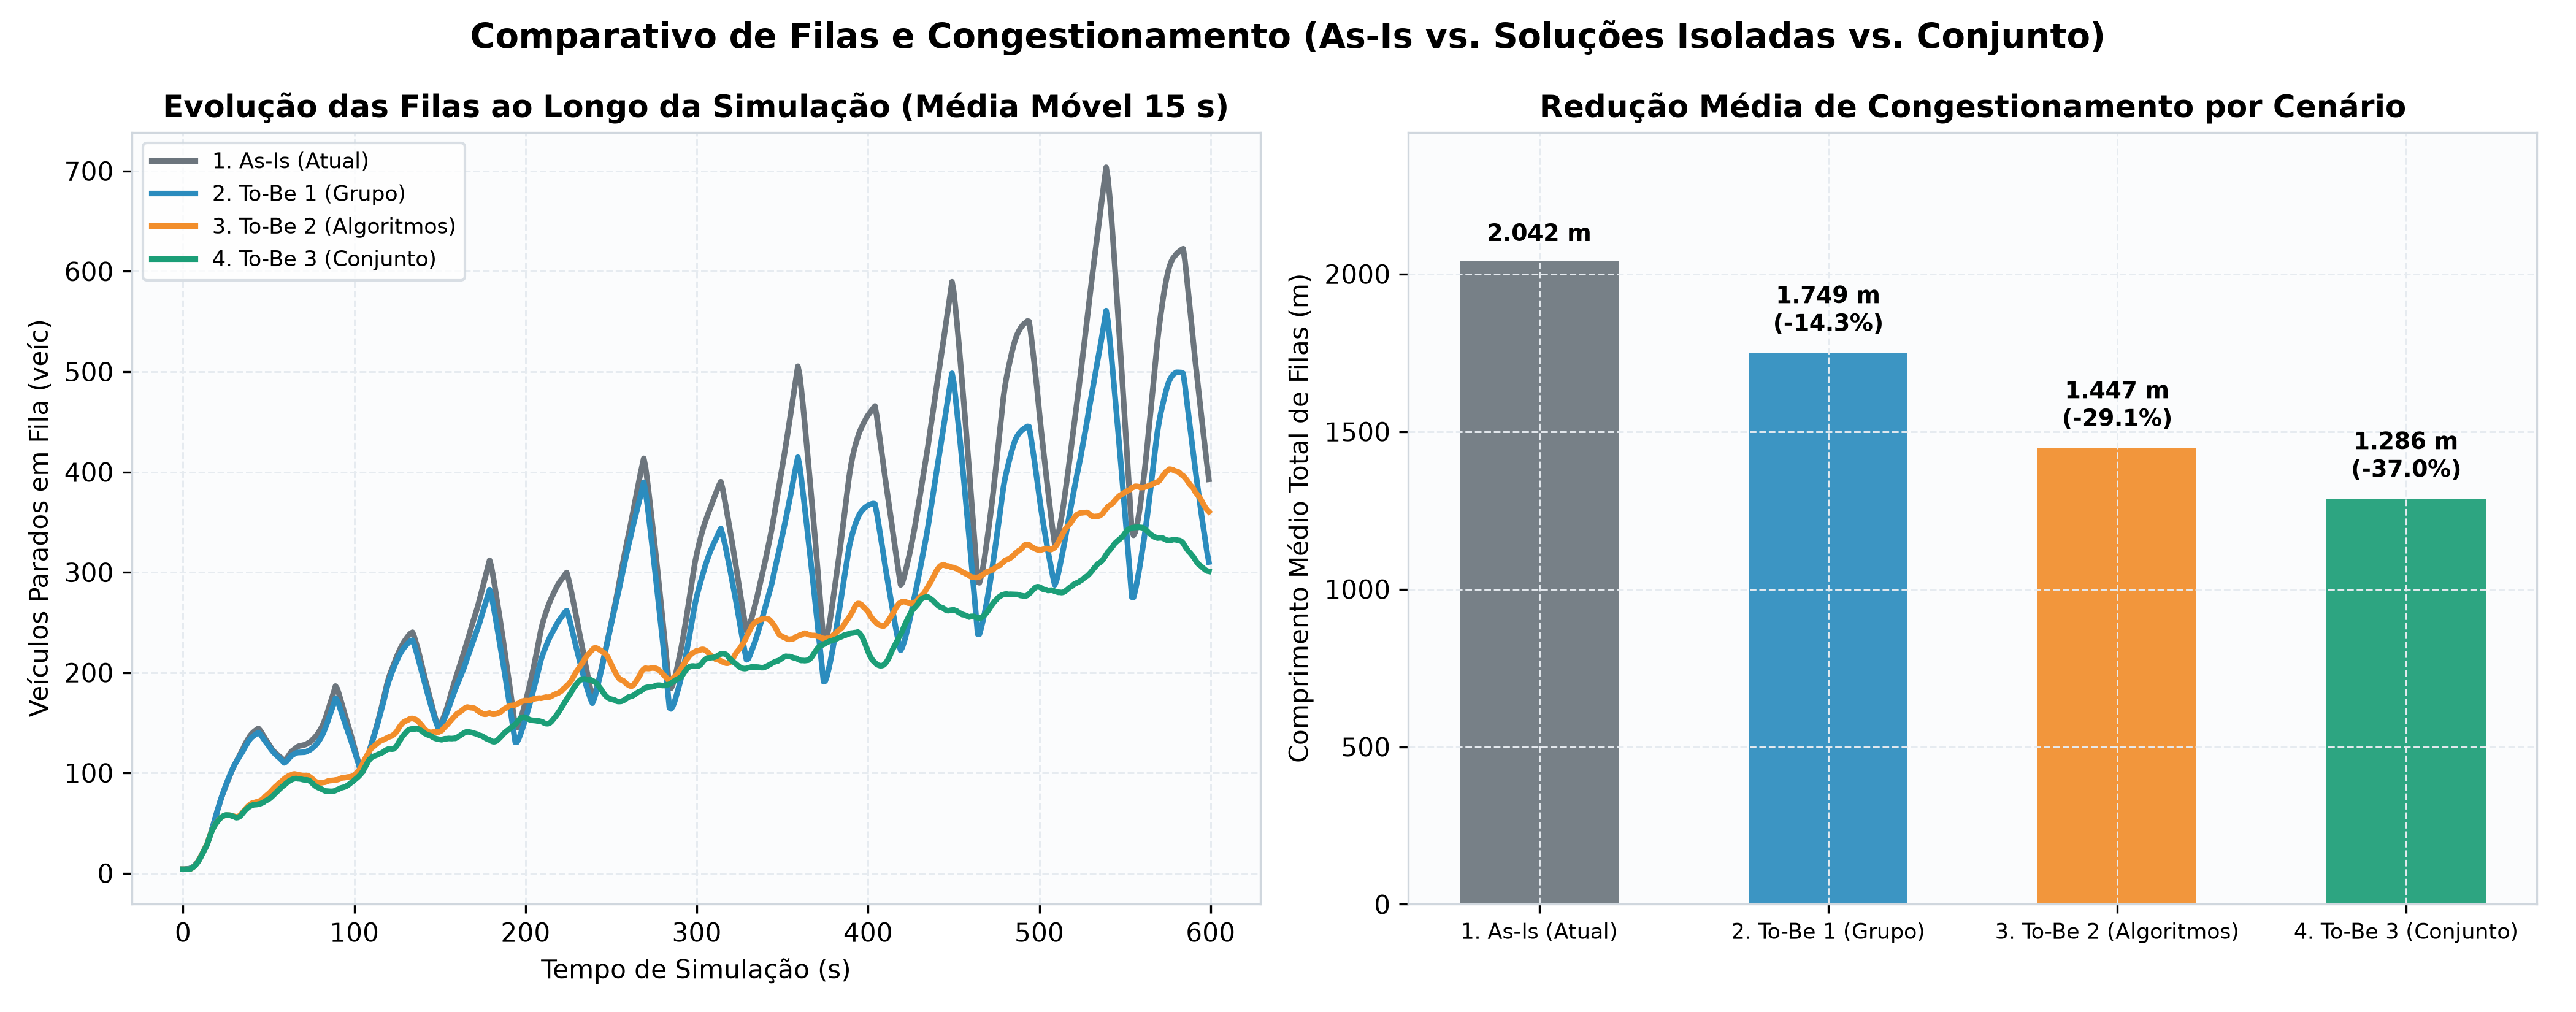 Comparativo de Filas e Congestionamento (As-Is vs. Soluções Isoladas vs. Conjunto)
Evolução das Filas ao Longo da Simulação (Média Móvel 15 s)
Veículos Parados em Fila (veíc)
700
600
500
400
300
200
100
0
1. As-Is (Atual)
2. To-Be 1 (Grupo)
3. To-Be 2 (Algoritmos)
4. To-Be 3 (Conjunto)
0 100 200 300 400 500 600
Tempo de Simulação (s)
Redução Média de Congestionamento por Cenário
Comprimento Médio Total de Filas (m)
2000
1500
1000
500
0
2.042 m
1.749 m
(-14.3%)
1.447 m
(-29.1%)
1.286 m
(-37.0%)
1. As-Is (Atual) 2. To-Be 1 (Grupo) 3. To-Be 2 (Algoritmos) 4. To-Be 3 (Conjunto)